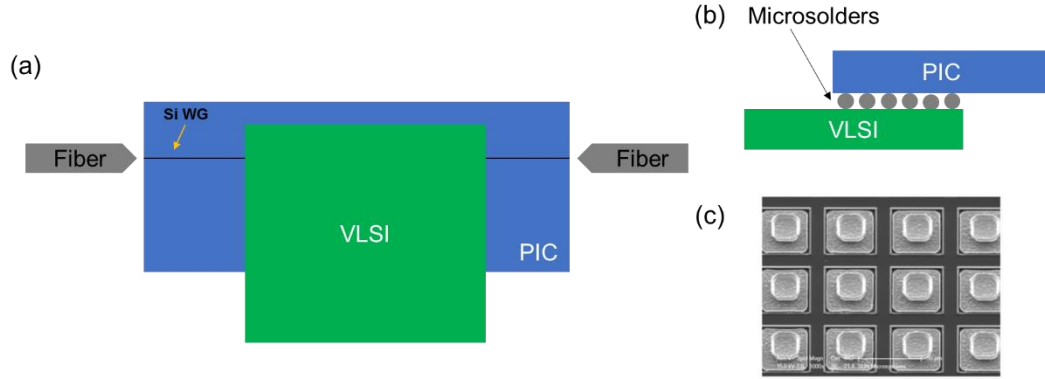 (a)
Si WG
Fiber
Fiber
VLSI
PIC
(b)
Microsolders
PIC
VLSI
(c)